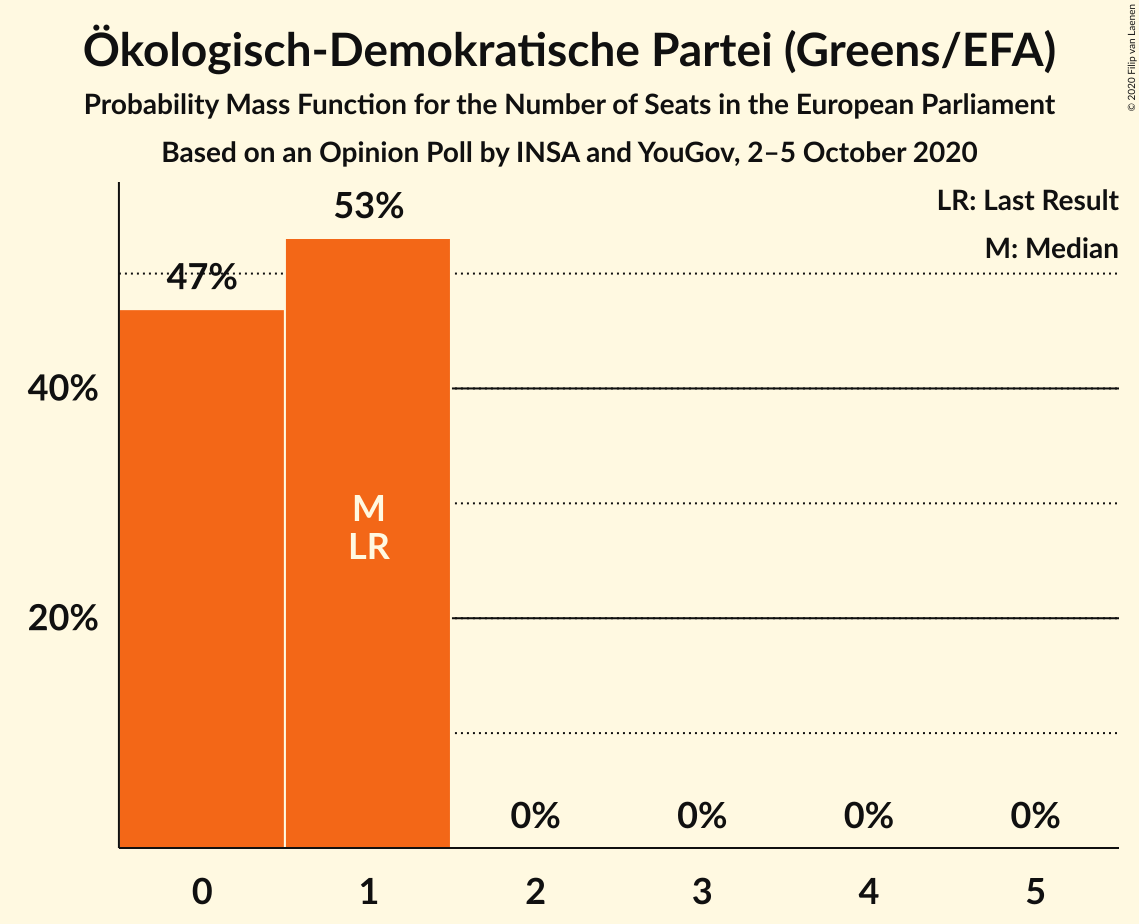 Ökologisch-Demokratische Partei (Greens/EFA)
Probability Mass Function for the Number of Seats in the European Parliament
Based on an Opinion Poll by INSA and YouGov, 2–5 October 2020
© 2020 Filip van Laenen
LR: Last Result
M: Median
53%
47%
40%
20%
M
LR
0% 0% 0% 0%
0 1 2 3 4 5